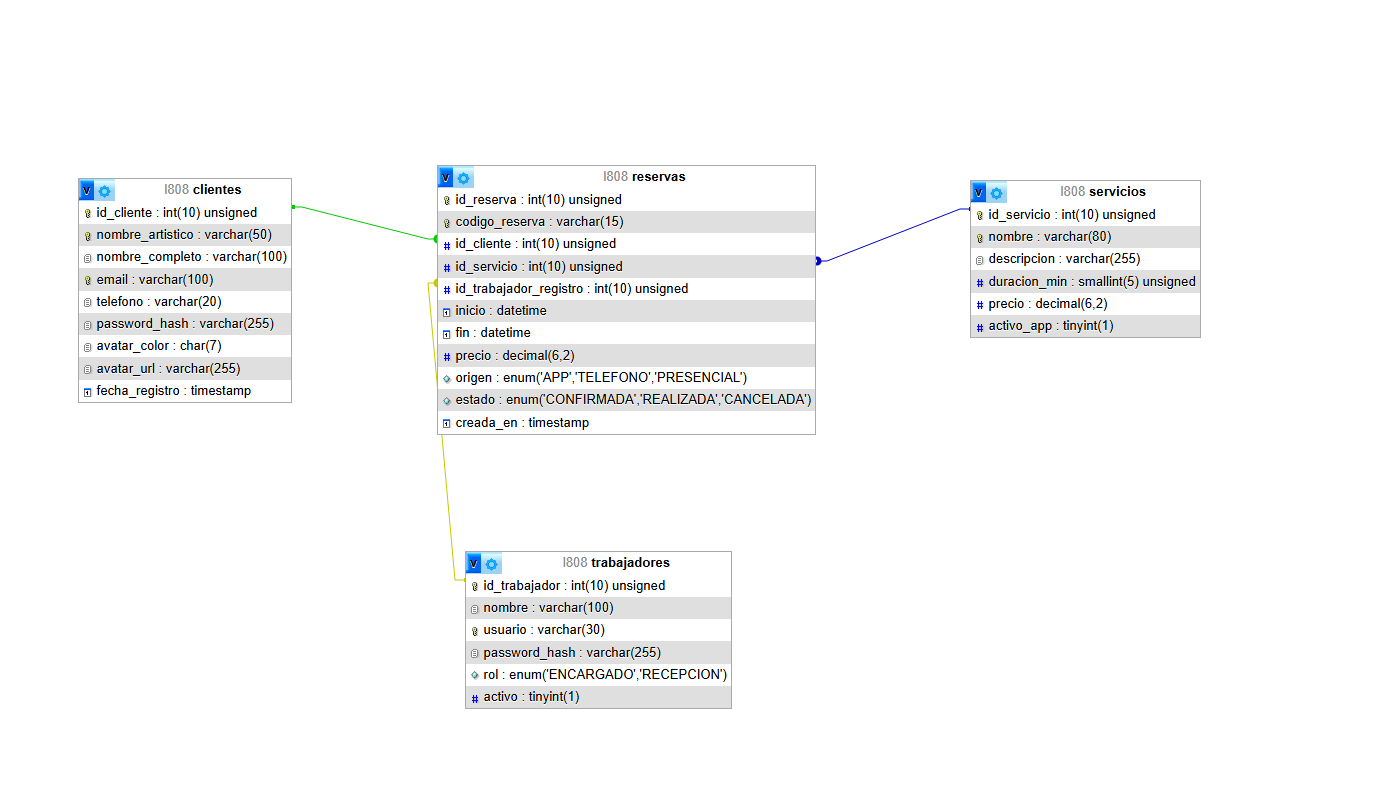 V l808 clientes
id_cliente : int(10) unsigned
nombre_artistico : varchar(50)
nombre_completo : varchar(100)
email : varchar(100)
telefono : varchar(20)
password_hash : varchar(255)
avatar_color : char(7)
avatar_url : varchar(255)
fecha_registro : timestamp
V l808 reservas
id_reserva : int(10) unsigned
codigo_reserva : varchar(15)
# id_cliente : int(10) unsigned
# id_servicio : int(10) unsigned
# id_trabajador_registro : int(10) unsigned
inicio : datetime
fin : datetime
# precio : decimal(6,2)
origen : enum('APP','TELEFONO','PRESENCIAL')
estado : enum('CONFIRMADA','REALIZADA','CANCELADA')
creada_en : timestamp
V l808 servicios
id_servicio : int(10) unsigned
nombre : varchar(80)
descripcion : varchar(255)
# duracion_min : smallint(5) unsigned
# precio : decimal(6,2)
# activo_app : tinyint(1)
V l808 trabajadores
id_trabajador : int(10) unsigned
nombre : varchar(100)
usuario : varchar(30)
password_hash : varchar(255)
rol : enum('ENCARGADO','RECEPCION')
# activo : tinyint(1)